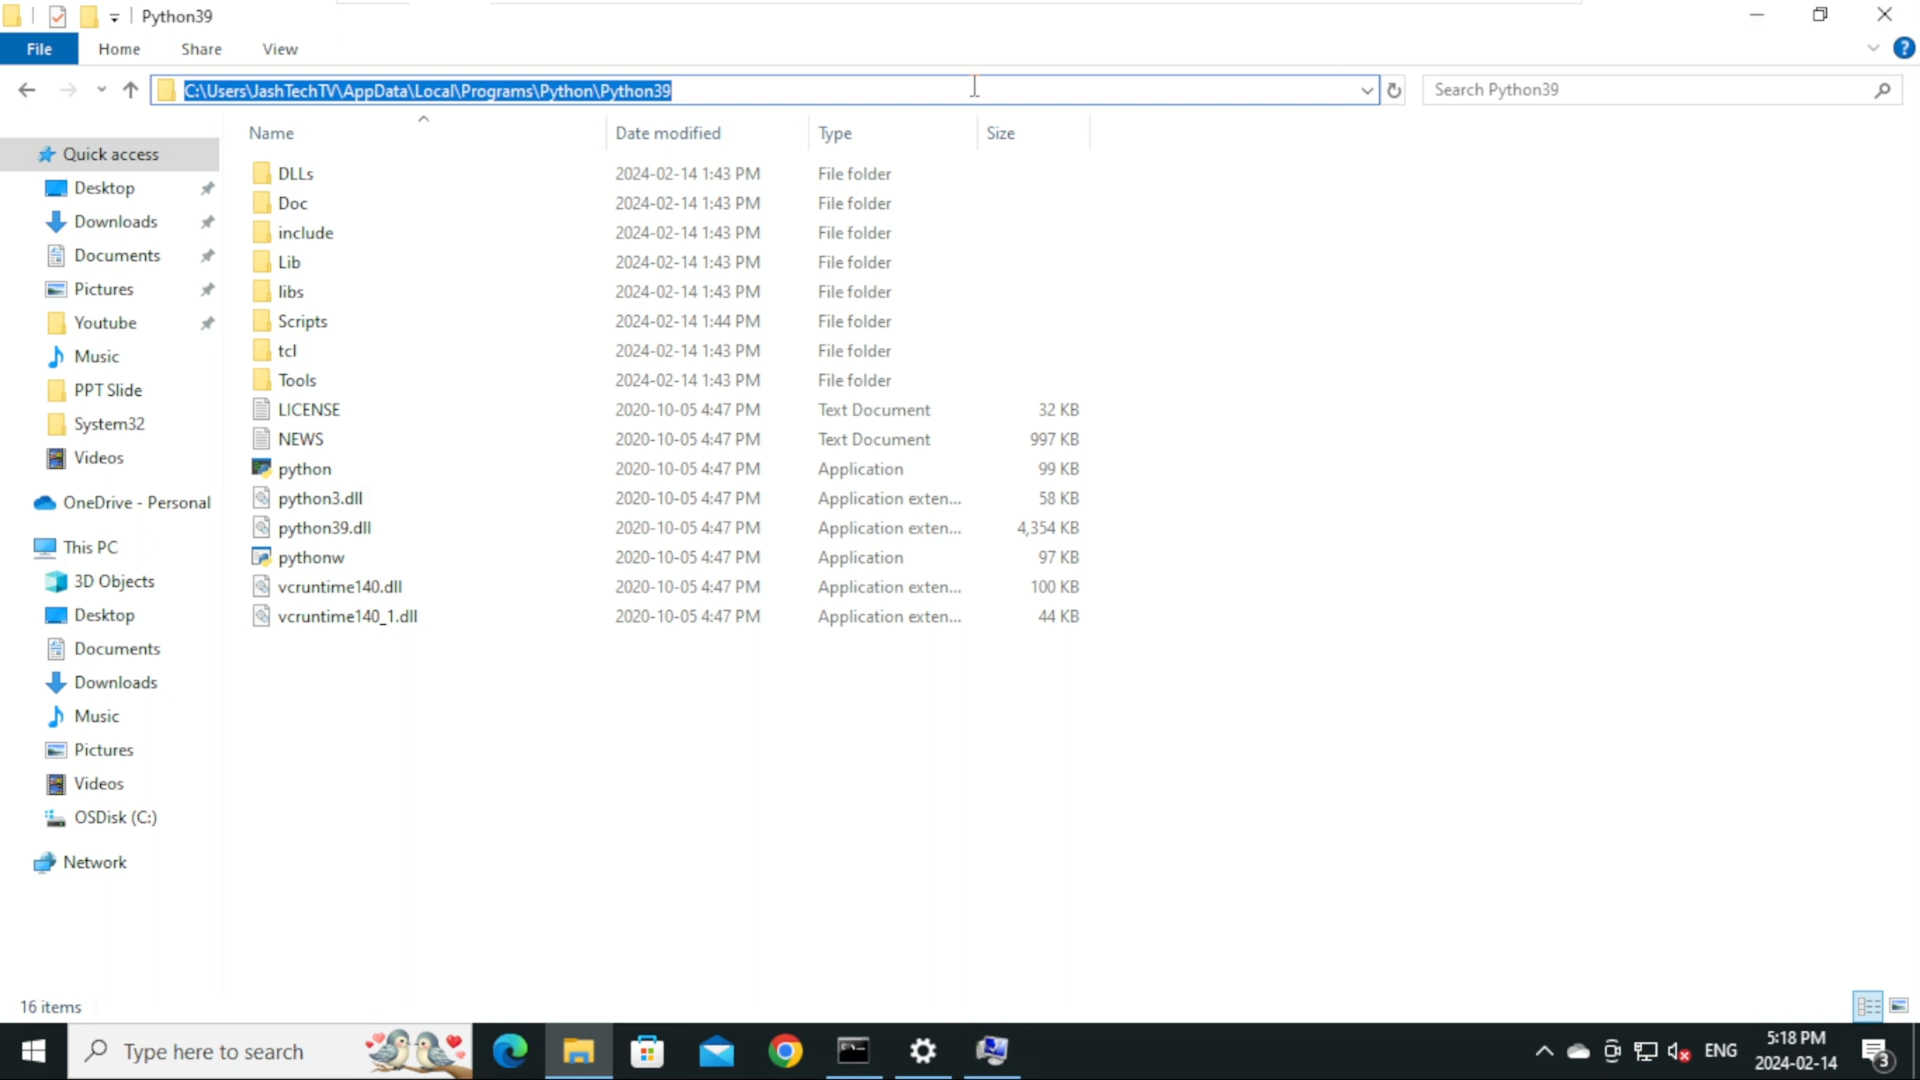 Python39
File Home Share View
C:\Users\JashTechTV\AppData\Local\Programs\Python\Python39
Search Python39
Name Date modified Type Size
Quick access
Desktop
Downloads
Documents
Pictures
Youtube
Music
PPT Slide
System32
Videos
OneDrive - Personal
This PC
3D Objects
Desktop
Documents
Downloads
Music
Pictures
Videos
OSDisk (C:)
Network
DLLs 2024-02-14 1:43 PM File folder
Doc 2024-02-14 1:43 PM File folder
include 2024-02-14 1:43 PM File folder
Lib 2024-02-14 1:43 PM File folder
libs 2024-02-14 1:43 PM File folder
Scripts 2024-02-14 1:44 PM File folder
tcl 2024-02-14 1:43 PM File folder
Tools 2024-02-14 1:43 PM File folder
LICENSE 2020-10-05 4:47 PM Text Document 32 KB
NEWS 2020-10-05 4:47 PM Text Document 997 KB
python 2020-10-05 4:47 PM Application 99 KB
python3.dll 2020-10-05 4:47 PM Application exten... 58 KB
python39.dll 2020-10-05 4:47 PM Application exten... 4,354 KB
pythonw 2020-10-05 4:47 PM Application 97 KB
vcruntime140.dll 2020-10-05 4:47 PM Application exten... 100 KB
vcruntime140_1.dll 2020-10-05 4:47 PM Application exten... 44 KB
16 items
Type here to search
ENG
5:18 PM
2024-02-14
3